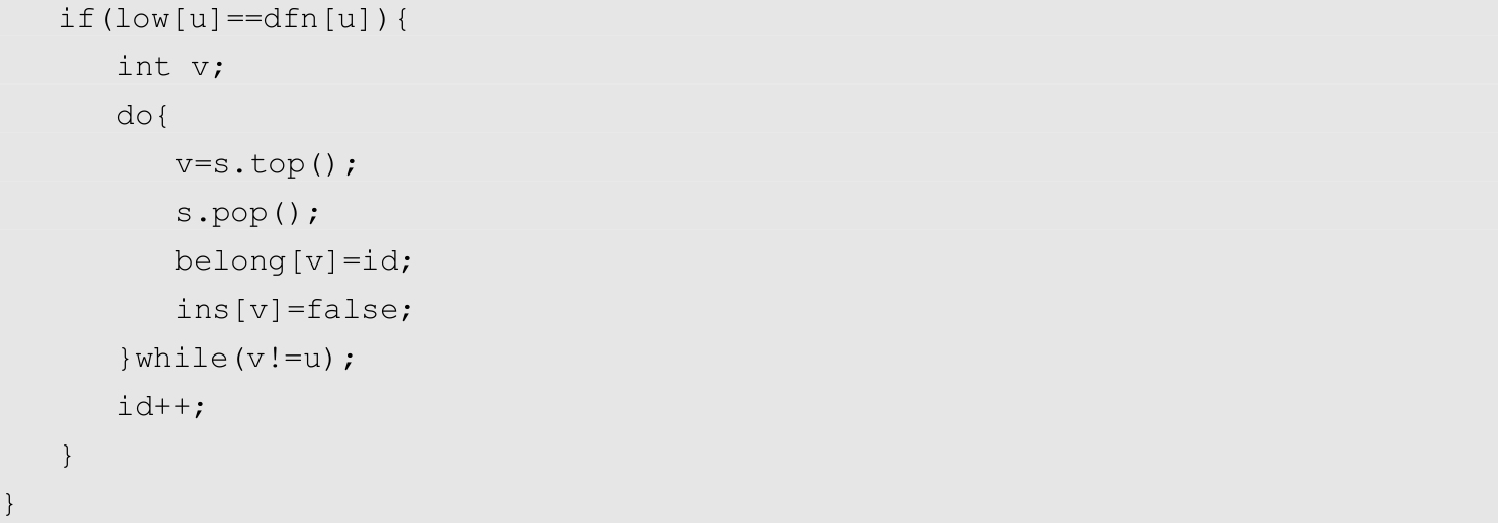 if(low[u]==dfn[u]){
int v;
do{
v=s.top();
s.pop();
belong[v]=id;
ins[v]=false;
}while(v!=u);
id++;
}
}